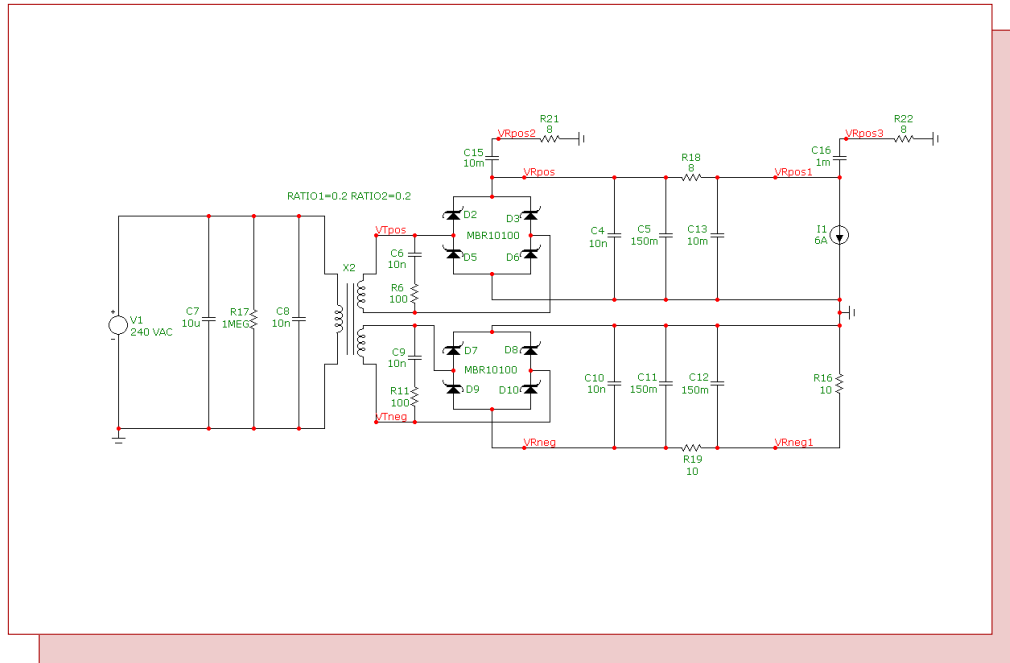 R21
8
R22
8
VRpos2
VRpos3
C15
10m
C16
1m
R18
8
VRpos
VRpos1
RATIO1=0.2 RATIO2=0.2
D2
D3
VTpos
MBR10100
C4
10n
C5
150m
C13
10m
I1
6A
C6
10n
D5
D6
X2
R6
100
C7
10u
R17
1MEG
C8
10n
V1
240 VAC
+
-
C9
10n
D7
D8
MBR10100
D9
D10
C10
10n
C11
150m
C12
150m
R16
10
R11
100
VTneg
VRneg
VRneg1
R19
10